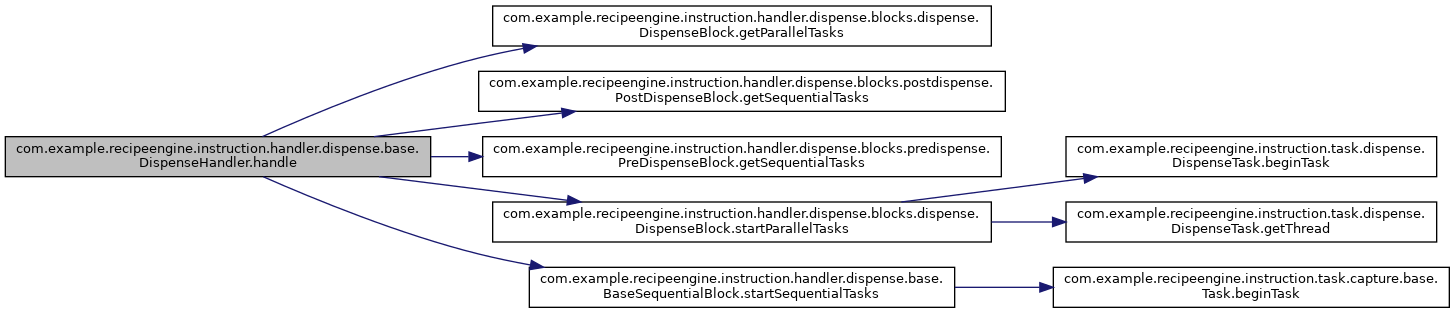 com.example.recipeengine.instruction.handler.dispense.base.
DispenseHandler.handle
com.example.recipeengine.instruction.handler.dispense.blocks.dispense.
DispenseBlock.getParallelTasks
com.example.recipeengine.instruction.handler.dispense.blocks.postdispense.
PostDispenseBlock.getSequentialTasks
com.example.recipeengine.instruction.handler.dispense.blocks.predispense.
PreDispenseBlock.getSequentialTasks
com.example.recipeengine.instruction.handler.dispense.blocks.dispense.
DispenseBlock.startParallelTasks
com.example.recipeengine.instruction.handler.dispense.base.
BaseSequentialBlock.startSequentialTasks
com.example.recipeengine.instruction.task.dispense.
DispenseTask.beginTask
com.example.recipeengine.instruction.task.dispense.
DispenseTask.getThread
com.example.recipeengine.instruction.task.capture.base.
Task.beginTask